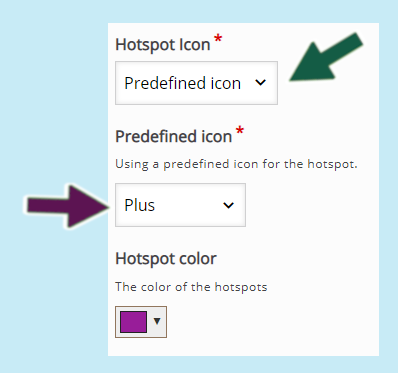 Hotspot Icon *
Predefined icon
Predefined icon *
Using a predefined icon for the hotspot.
Plus
Hotspot color
The color of the hotspots